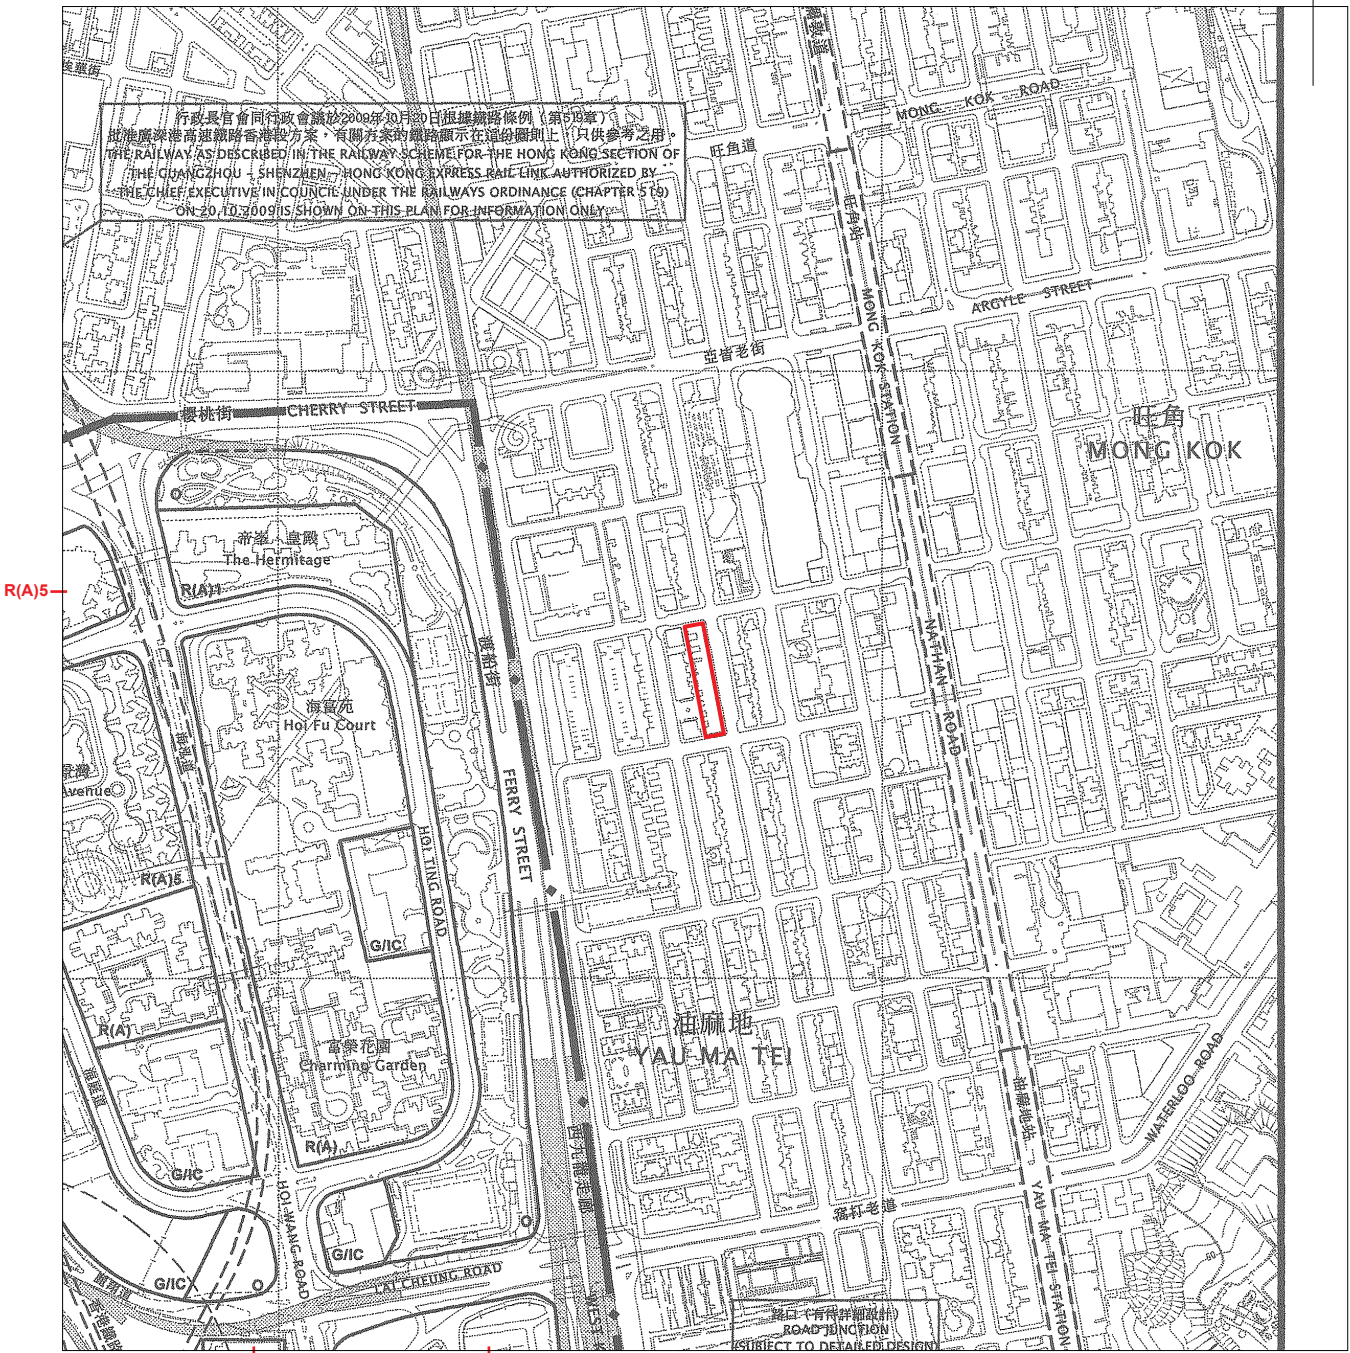 行政長官會同行政會議於2009年10月20日根據鐵路條例（第519章）
批准廣深港高速鐵路香港段方案，有關方案的鐵路顯示在這份圖則上，只供參考之用。
THE RAILWAY AS DESCRIBED IN THE RAILWAY SCHEME FOR THE HONG KONG SECTION OF
THE GUANGZHOU - SHENZHEN - HONG KONG EXPRESS RAIL LINK AUTHORIZED BY
THE CHIEF EXECUTIVE IN COUNCIL UNDER THE RAILWAYS ORDINANCE (CHAPTER 519)
ON 20.10.2009 IS SHOWN ON THIS PLAN FOR INFORMATION ONLY.
MONG KOK ROAD
旺角道
旺角站
MONG KOK STATION
ARGYLE STREET
亞皆老街
櫻桃街
CHERRY STREET
旺角
MONG KOK
O
帝峯．皇殿
The Hermitage
R(A)5
R(A)1
渡船街
NATHAN ROAD
海富苑
Hoi Fu Court
venue
FERRY STREET
HOI TING ROAD
R(A)5
G/IC
R(A)
油麻地
YAU MA TEI
富榮花園
Charming Garden
WATERLOO ROAD
油麻地站
R(A)
G/IC
西九龍走廊
HOI WANG ROAD
YAU MA TEI STATION
窩打老道
O
G/IC
G/IC
O
LAI CHEUNG ROAD
WEST K
60
路口（有待詳細設計）
ROAD JUNCTION
(SUBJECT TO DETAILED DESIGN)